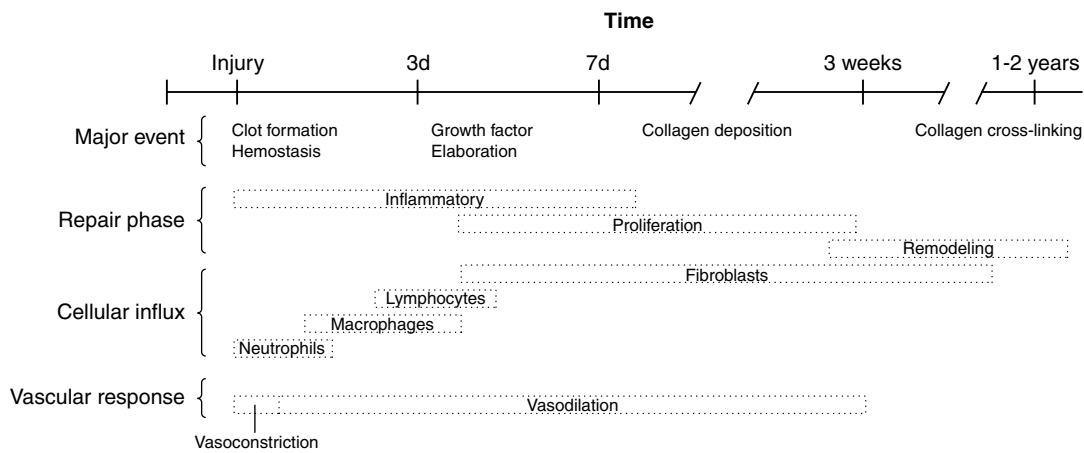 Time
Injury 3d 7d 3 weeks 1-2 years
Major event
Clot formation
Hemostasis
Growth factor
Elaboration
Collagen deposition
Collagen cross-linking
Repair phase
Inflammatory
Proliferation
Remodeling
Cellular influx
Fibroblasts
Lymphocytes
Macrophages
Neutrophils
Vascular response
Vasodilation
Vasoconstriction